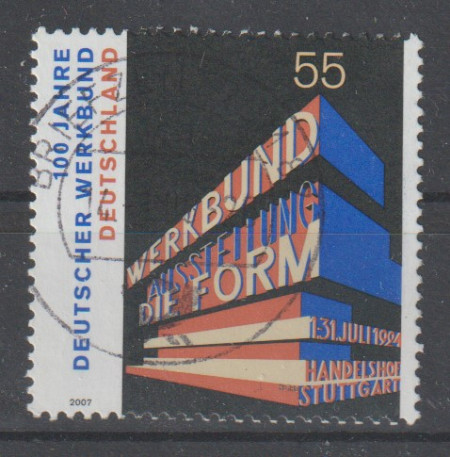 100 JAHRE
DEUTSCHER WERKBUND
DEUTSCHLAND
55
WERKBUND
AUSSTELLUNG
DIE FORM
1-31. JULI 1924
HANDELSHOF
STUTTGART
2007